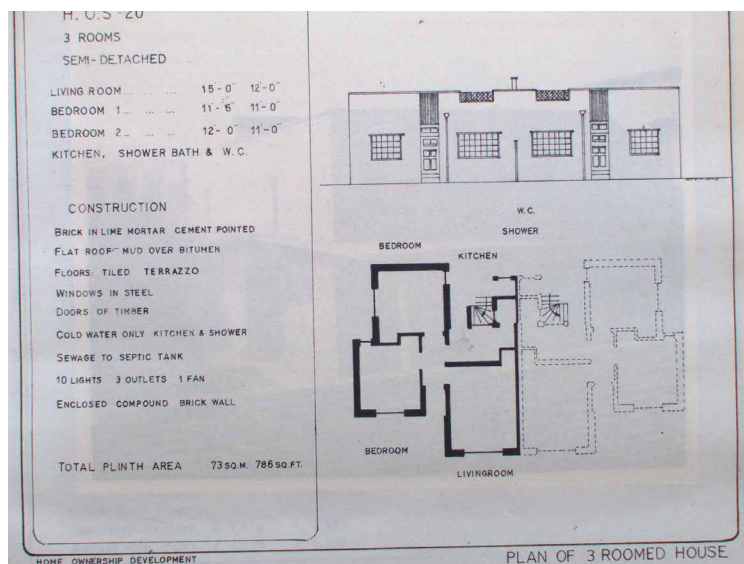 H.O.S-20
3 ROOMS
SEMI-DETACHED
LIVING ROOM... ... ... 15-0" 12'-0"
BEDROOM 1... ... ... 11'-6" 11'-0"
BEDROOM 2... ... ... 12'-0" 11'-0"
KITCHEN, SHOWER BATH & W.C.
CONSTRUCTION
BRICK IN LIME MORTAR CEMENT POINTED
FLAT ROOF- MUD OVER BITUMEN
FLOORS: TILED TERRAZZO
WINDOWS IN STEEL
DOORS OF TIMBER
COLD WATER ONLY KITCHEN & SHOWER
SEWAGE TO SEPTIC TANK
10 LIGHTS 3 OUTLETS 1 FAN
ENCLOSED COMPOUND BRICK WALL
TOTAL PLINTH AREA 73 SQ.M. 786 SQ.FT.
W.C.
SHOWER
BEDROOM
KITCHEN
BEDROOM
LIVINGROOM
HOME OWNERSHIP DEVELOPMENT
PLAN OF 3 ROOMED HOUSE